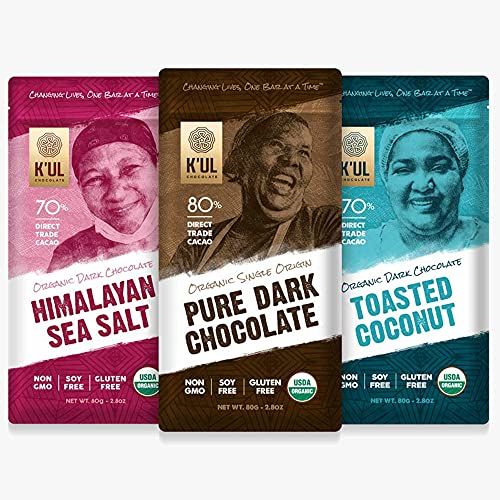 CHANGING LIVES, ONE BAR AT A TIME™
K'UL
CHOCOLATE
70%
DIRECT
TRADE
CACAO
ORGANIC DARK CHOCOLATE
HIMALAYAN
SEA SALT
NON
GMO
SOY
FREE
GLUTEN
FREE
USDA
ORGANIC
NET WT. 80G - 2.8OZ
CHANGING LIVES, ONE BAR AT A TIME™
K'UL
CHOCOLATE
80%
DIRECT
TRADE
CACAO
ORGANIC SINGLE ORIGIN
PURE DARK
CHOCOLATE
NON
GMO
SOY
FREE
GLUTEN
FREE
USDA
ORGANIC
NET WT. 80G - 2.8OZ
CHANGING LIVES, ONE BAR AT A TIME™
K'UL
CHOCOLATE
70%
DIRECT
TRADE
CACAO
ORGANIC DARK CHOCOLATE
TOASTED
COCONUT
NON
GMO
SOY
FREE
GLUTEN
FREE
USDA
ORGANIC
NET WT. 80G - 2.8OZ